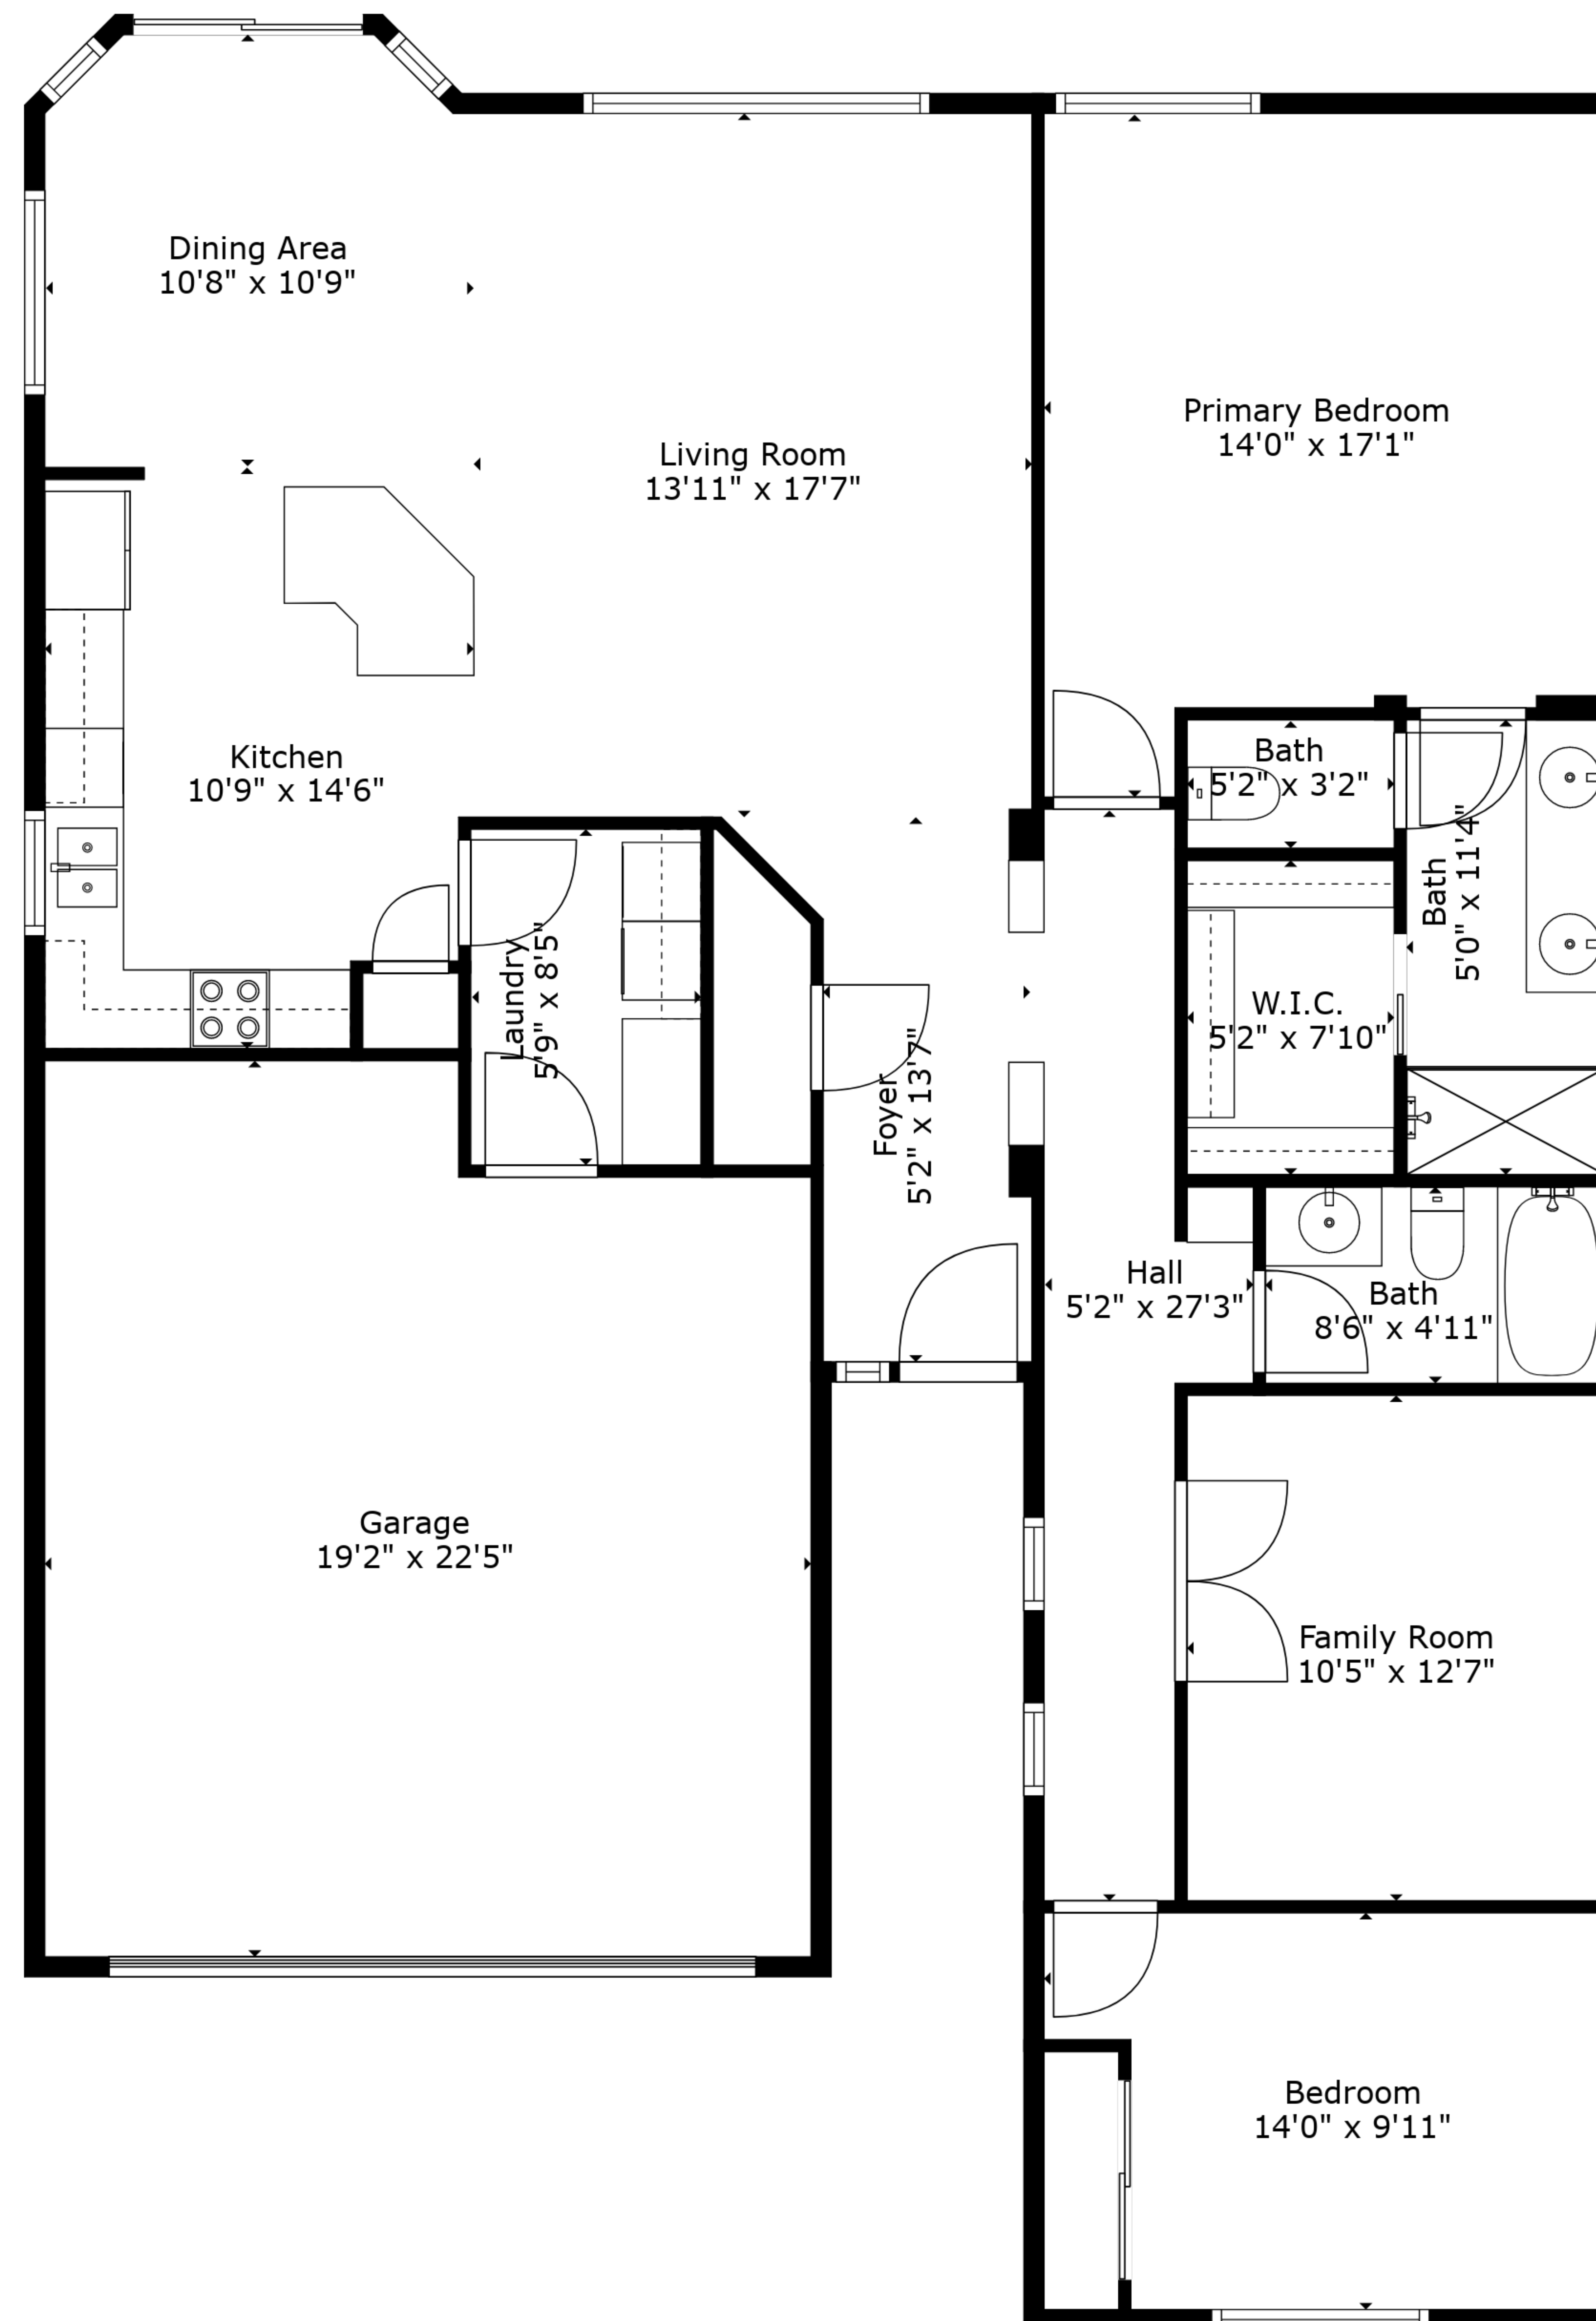 Dining Area
10'8" x 10'9"
Living Room
13'11" x 17'7"
Primary Bedroom
14'0" x 17'1"
Kitchen
10'9" x 14'6"
Bath
5'2" x 3'2"
Bath
5'0" x 11'4"
Laundry
5'9" x 8'5"
W.I.C.
5'2" x 7'10"
Foyer
5'2" x 13'7"
Hall
5'2" x 27'3"
Bath
8'6" x 4'11"
Garage
19'2" x 22'5"
Family Room
10'5" x 12'7"
Bedroom
14'0" x 9'11"